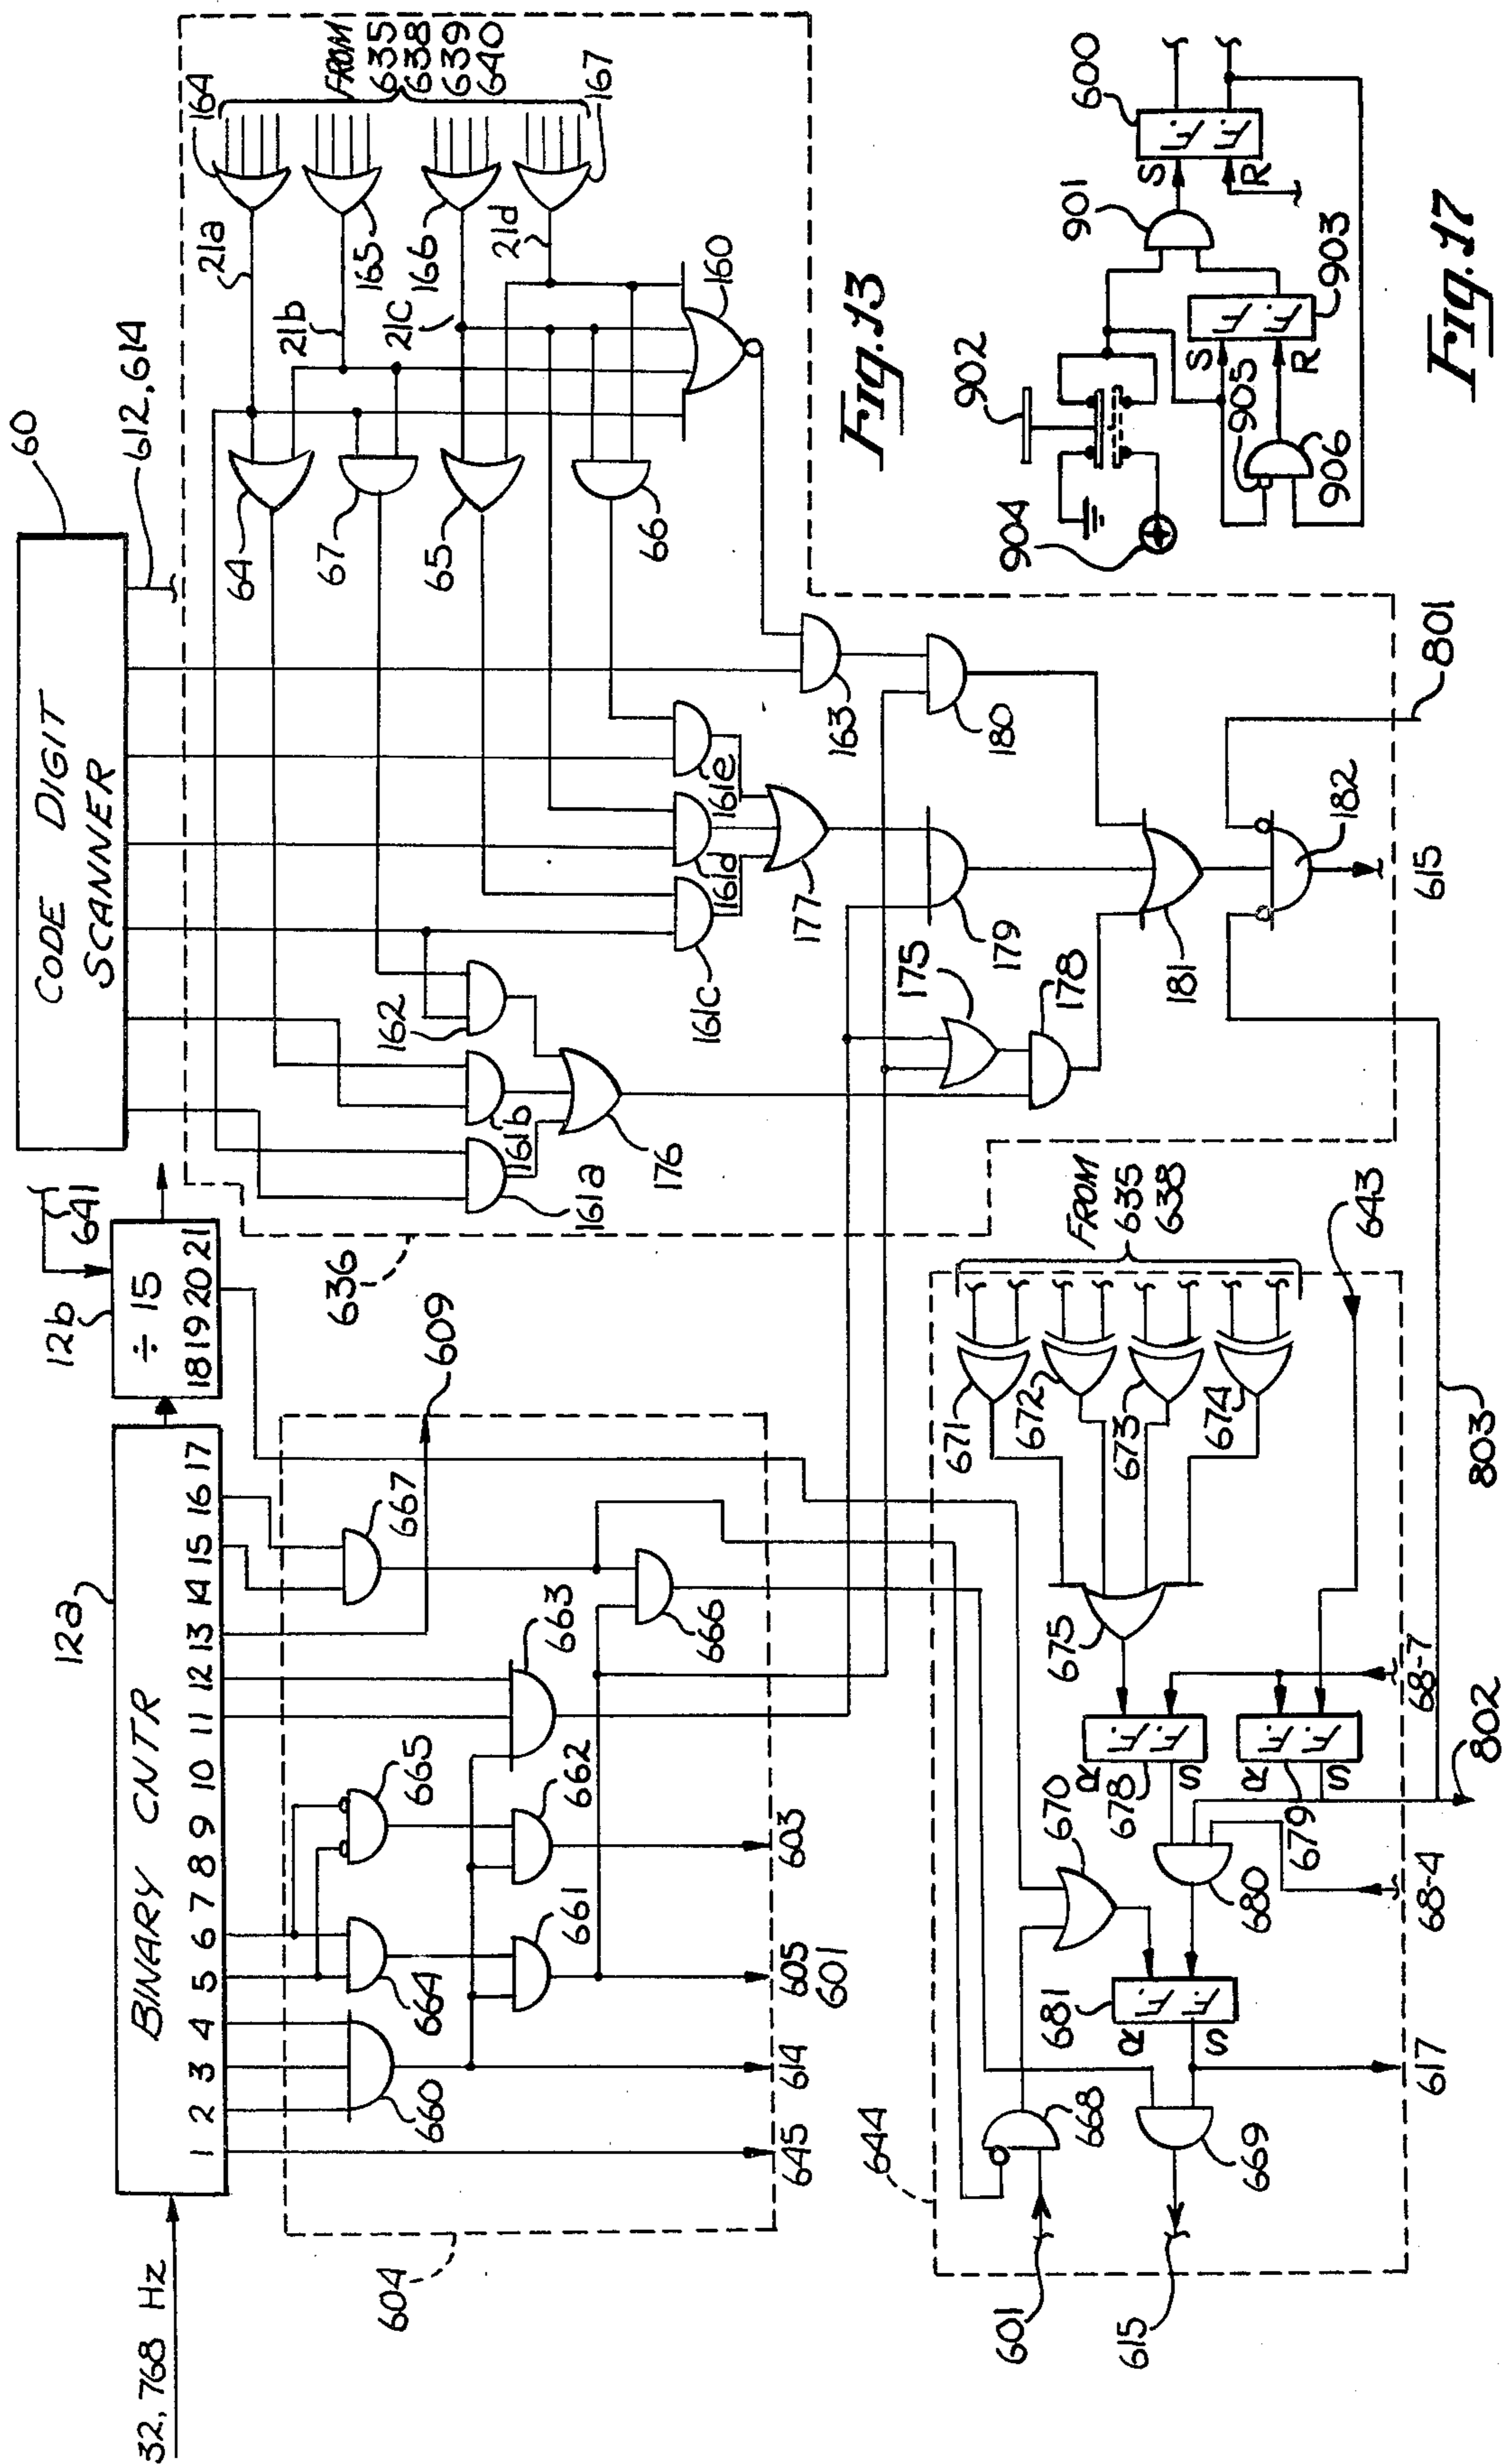 32,768 Hz
12a
BINARY CNTR
1 2 3 4 5 6 7 8 9 10 11 12 13 14 15 16 17
12b
÷ 15
18 19 20 21
641
CODE DIGIT
SCANNER
60
612, 614
604
660
664
665
661
662
663
667
666
609
645
614
605
601
603
636
161a
161b
162
176
161c
161d
161e
177
163
180
175
178
179
181
182
615
801
64
67
65
66
21a
21b
21c
21d
164
165
166
167
160
FROM
635
638
639
640
Fig. 13
644
601
615
668
669
617
681
F.F.
R
S
670
680
68-4
678
F.F.
R
S
679
F.F.
R
S
68-7
802
803
675
671
672
673
674
FROM
635
638
643
904
902
905
906
903
F.F.
S
R
901
600
F.F.
S
R
Fig. 17